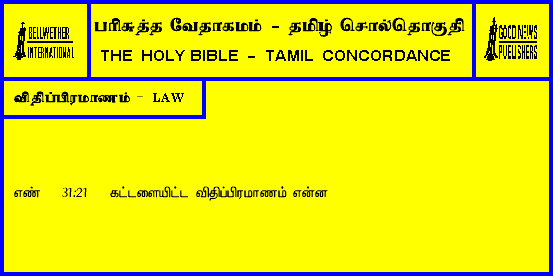 BELLWETHER
INTERNATIONAL
பரிசுத்த வேதாகமம் - தமிழ் சொல்தொகுதி
THE HOLY BIBLE - TAMIL CONCORDANCE
GOOD NEWS
PUBLISHERS
விதிப்பிரமாணம் - LAW
எண் 31:21 கட்டளையிட்ட விதிப்பிரமாணம் என்ன